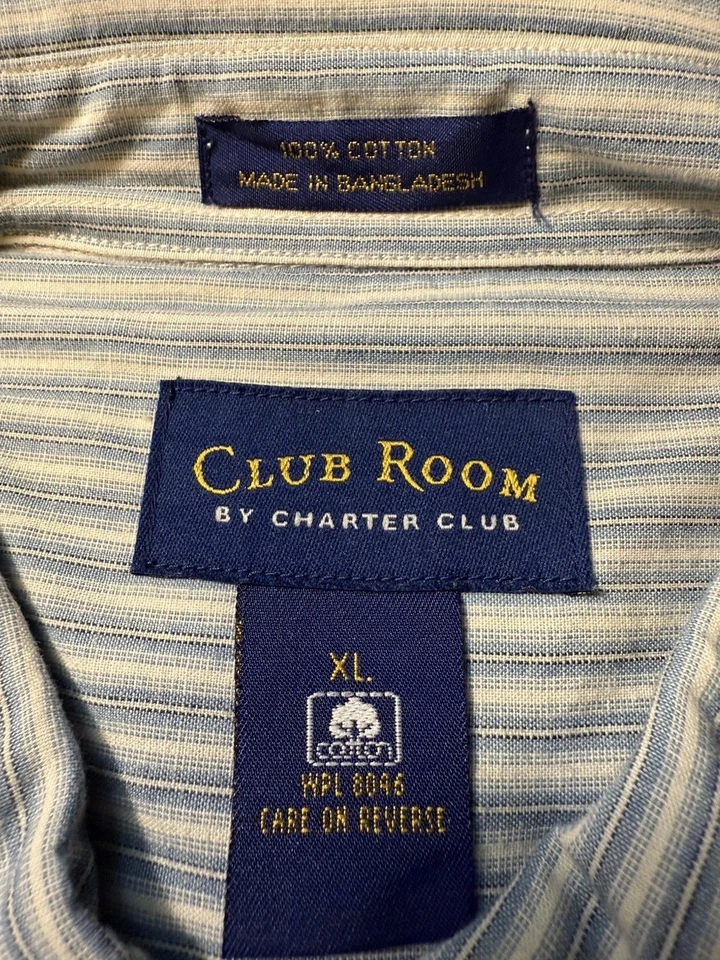 100% COTTON
MADE IN BANGLADESH
CLUB ROOM
BY CHARTER CLUB
XL.
COTTON
WPL 8046
CARE ON REVERSE